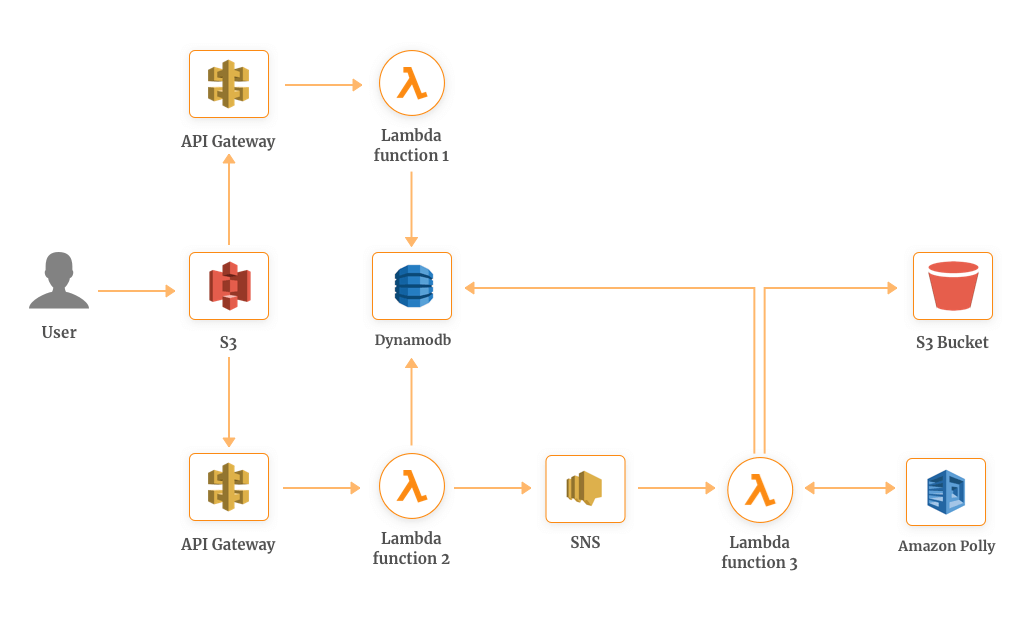 API Gateway
Lambda
function 1
User
S3
Dynamodb
S3 Bucket
API Gateway
Lambda
function 2
SNS
Lambda
function 3
Amazon Polly